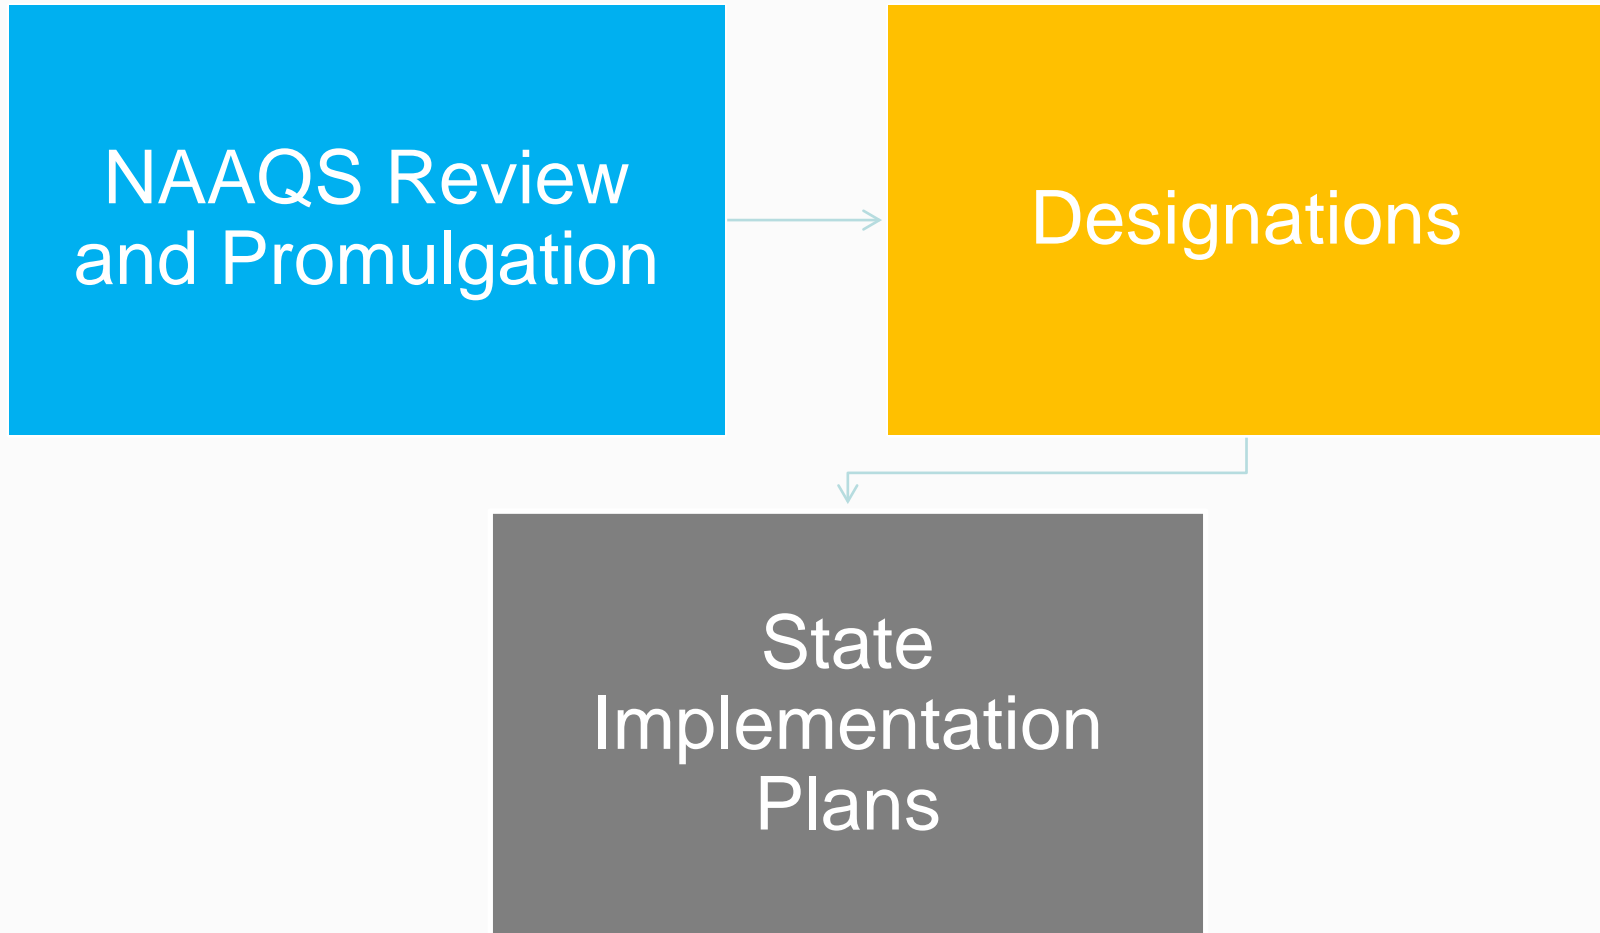 NAAQS Review
and Promulgation
Designations
State
Implementation
Plans